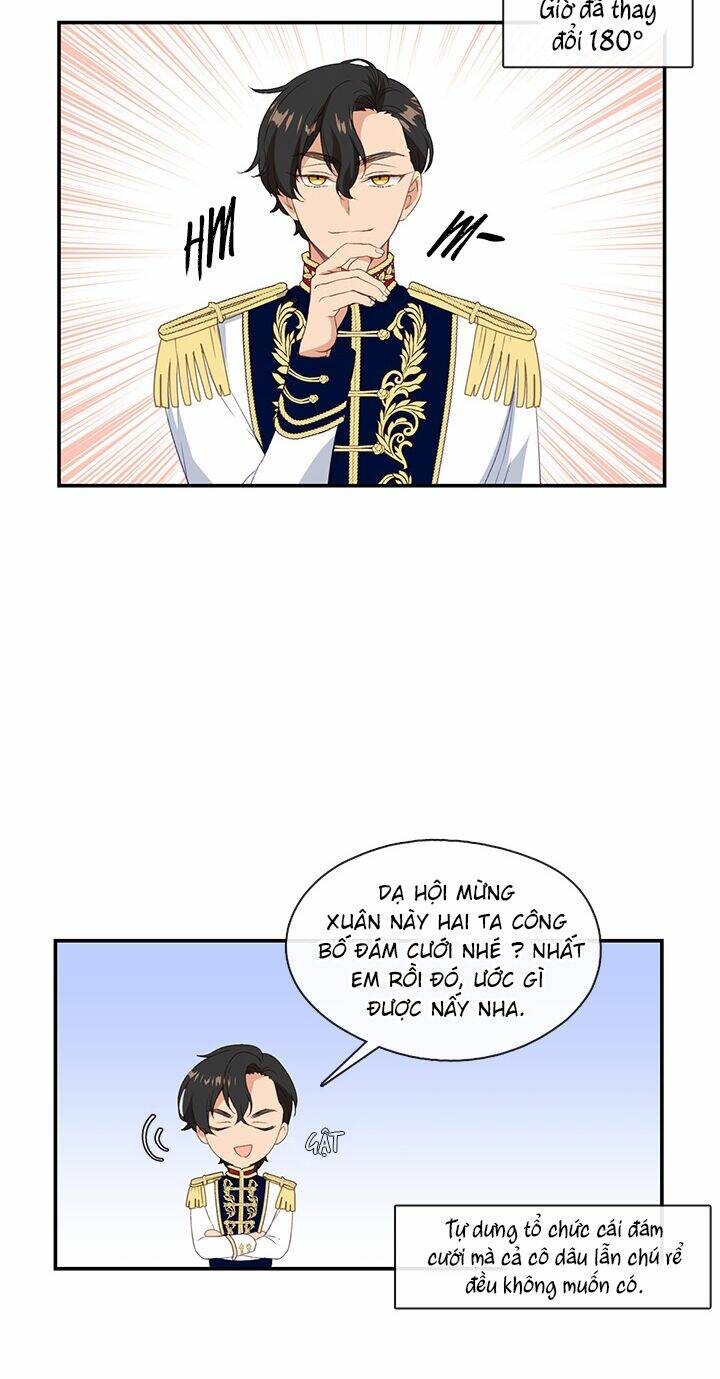 Giờ đã thay
đổi 180°
HM
M~
DẠ HỘI MỪNG
XUÂN NÀY HAI TA CÔNG
BỐ ĐÁM CƯỚI NHÉ ? NHẤT
EM RỒI ĐÓ, ƯỚC GÌ
ĐƯỢC NẤY NHA.
GẬT
Tự dưng tổ chức cái đám
cưới mà cả cô dâu lẫn chú rể
đều không muốn có.